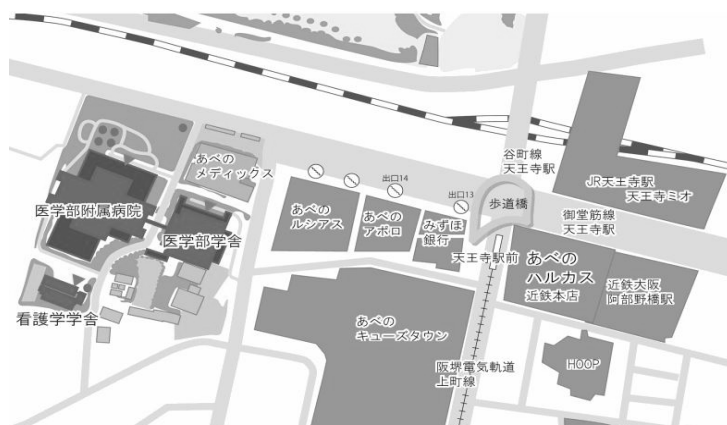 谷町線
天王寺駅
あべの
メディックス
出口14
出口13
JR天王寺駅
天王寺ミオ
歩道橋
医学部附属病院
医学部学舎
あべの
ルシアス
あべの
アポロ
みずほ
銀行
御堂筋線
天王寺駅
天王寺駅前
あべの
ハルカス
近鉄本店
近鉄大阪
阿部野橋駅
看護学学舎
あべの
キューズタウン
阪堺電気軌道
上町線
HOOP